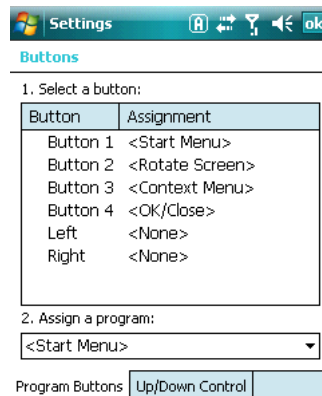 Settings A ok
Buttons
1. Select a button:
Button Assignment
Button 1 <Start Menu>
Button 2 <Rotate Screen>
Button 3 <Context Menu>
Button 4 <OK/Close>
Left <None>
Right <None>
2. Assign a program:
<Start Menu>
Program Buttons Up/Down Control